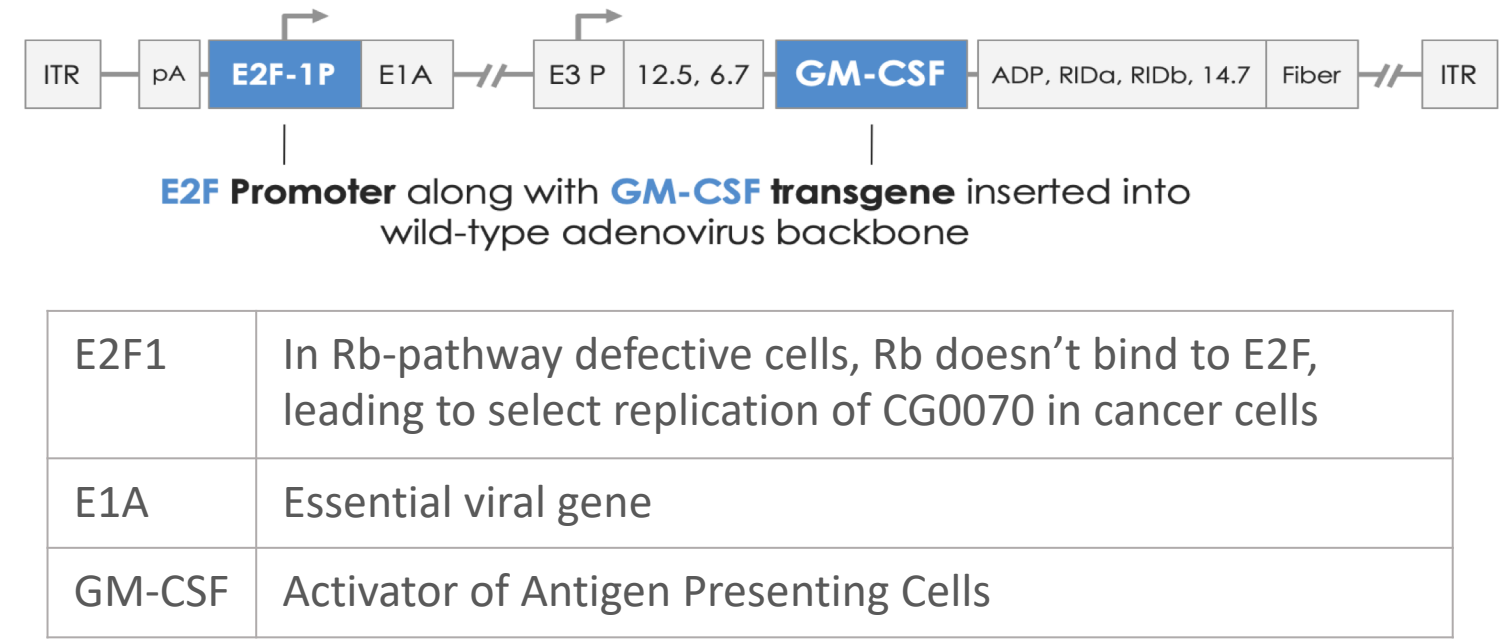 ITR pA E2F-1P E1A E3 P 12.5, 6.7 GM-CSF ADP, RIDa, RIDb, 14.7 Fiber ITR
E2F Promoter along with GM-CSF transgene inserted into
wild-type adenovirus backbone
E2F1 In Rb-pathway defective cells, Rb doesn’t bind to E2F,
leading to select replication of CG0070 in cancer cells
E1A Essential viral gene
GM-CSF Activator of Antigen Presenting Cells